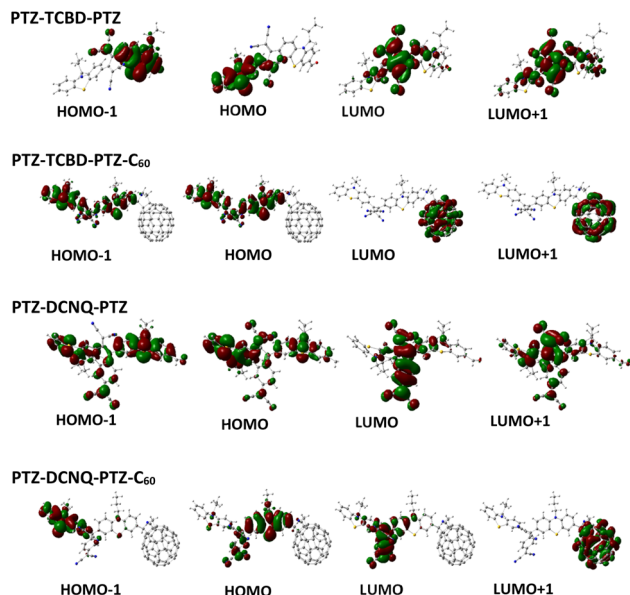 PTZ-TCBD-PTZ
HOMO-1 HOMO LUMO LUMO+1
PTZ-TCBD-PTZ-C₆₀
HOMO-1 HOMO LUMO LUMO+1
PTZ-DCNQ-PTZ
HOMO-1 HOMO LUMO LUMO+1
PTZ-DCNQ-PTZ-C₆₀
HOMO-1 HOMO LUMO LUMO+1